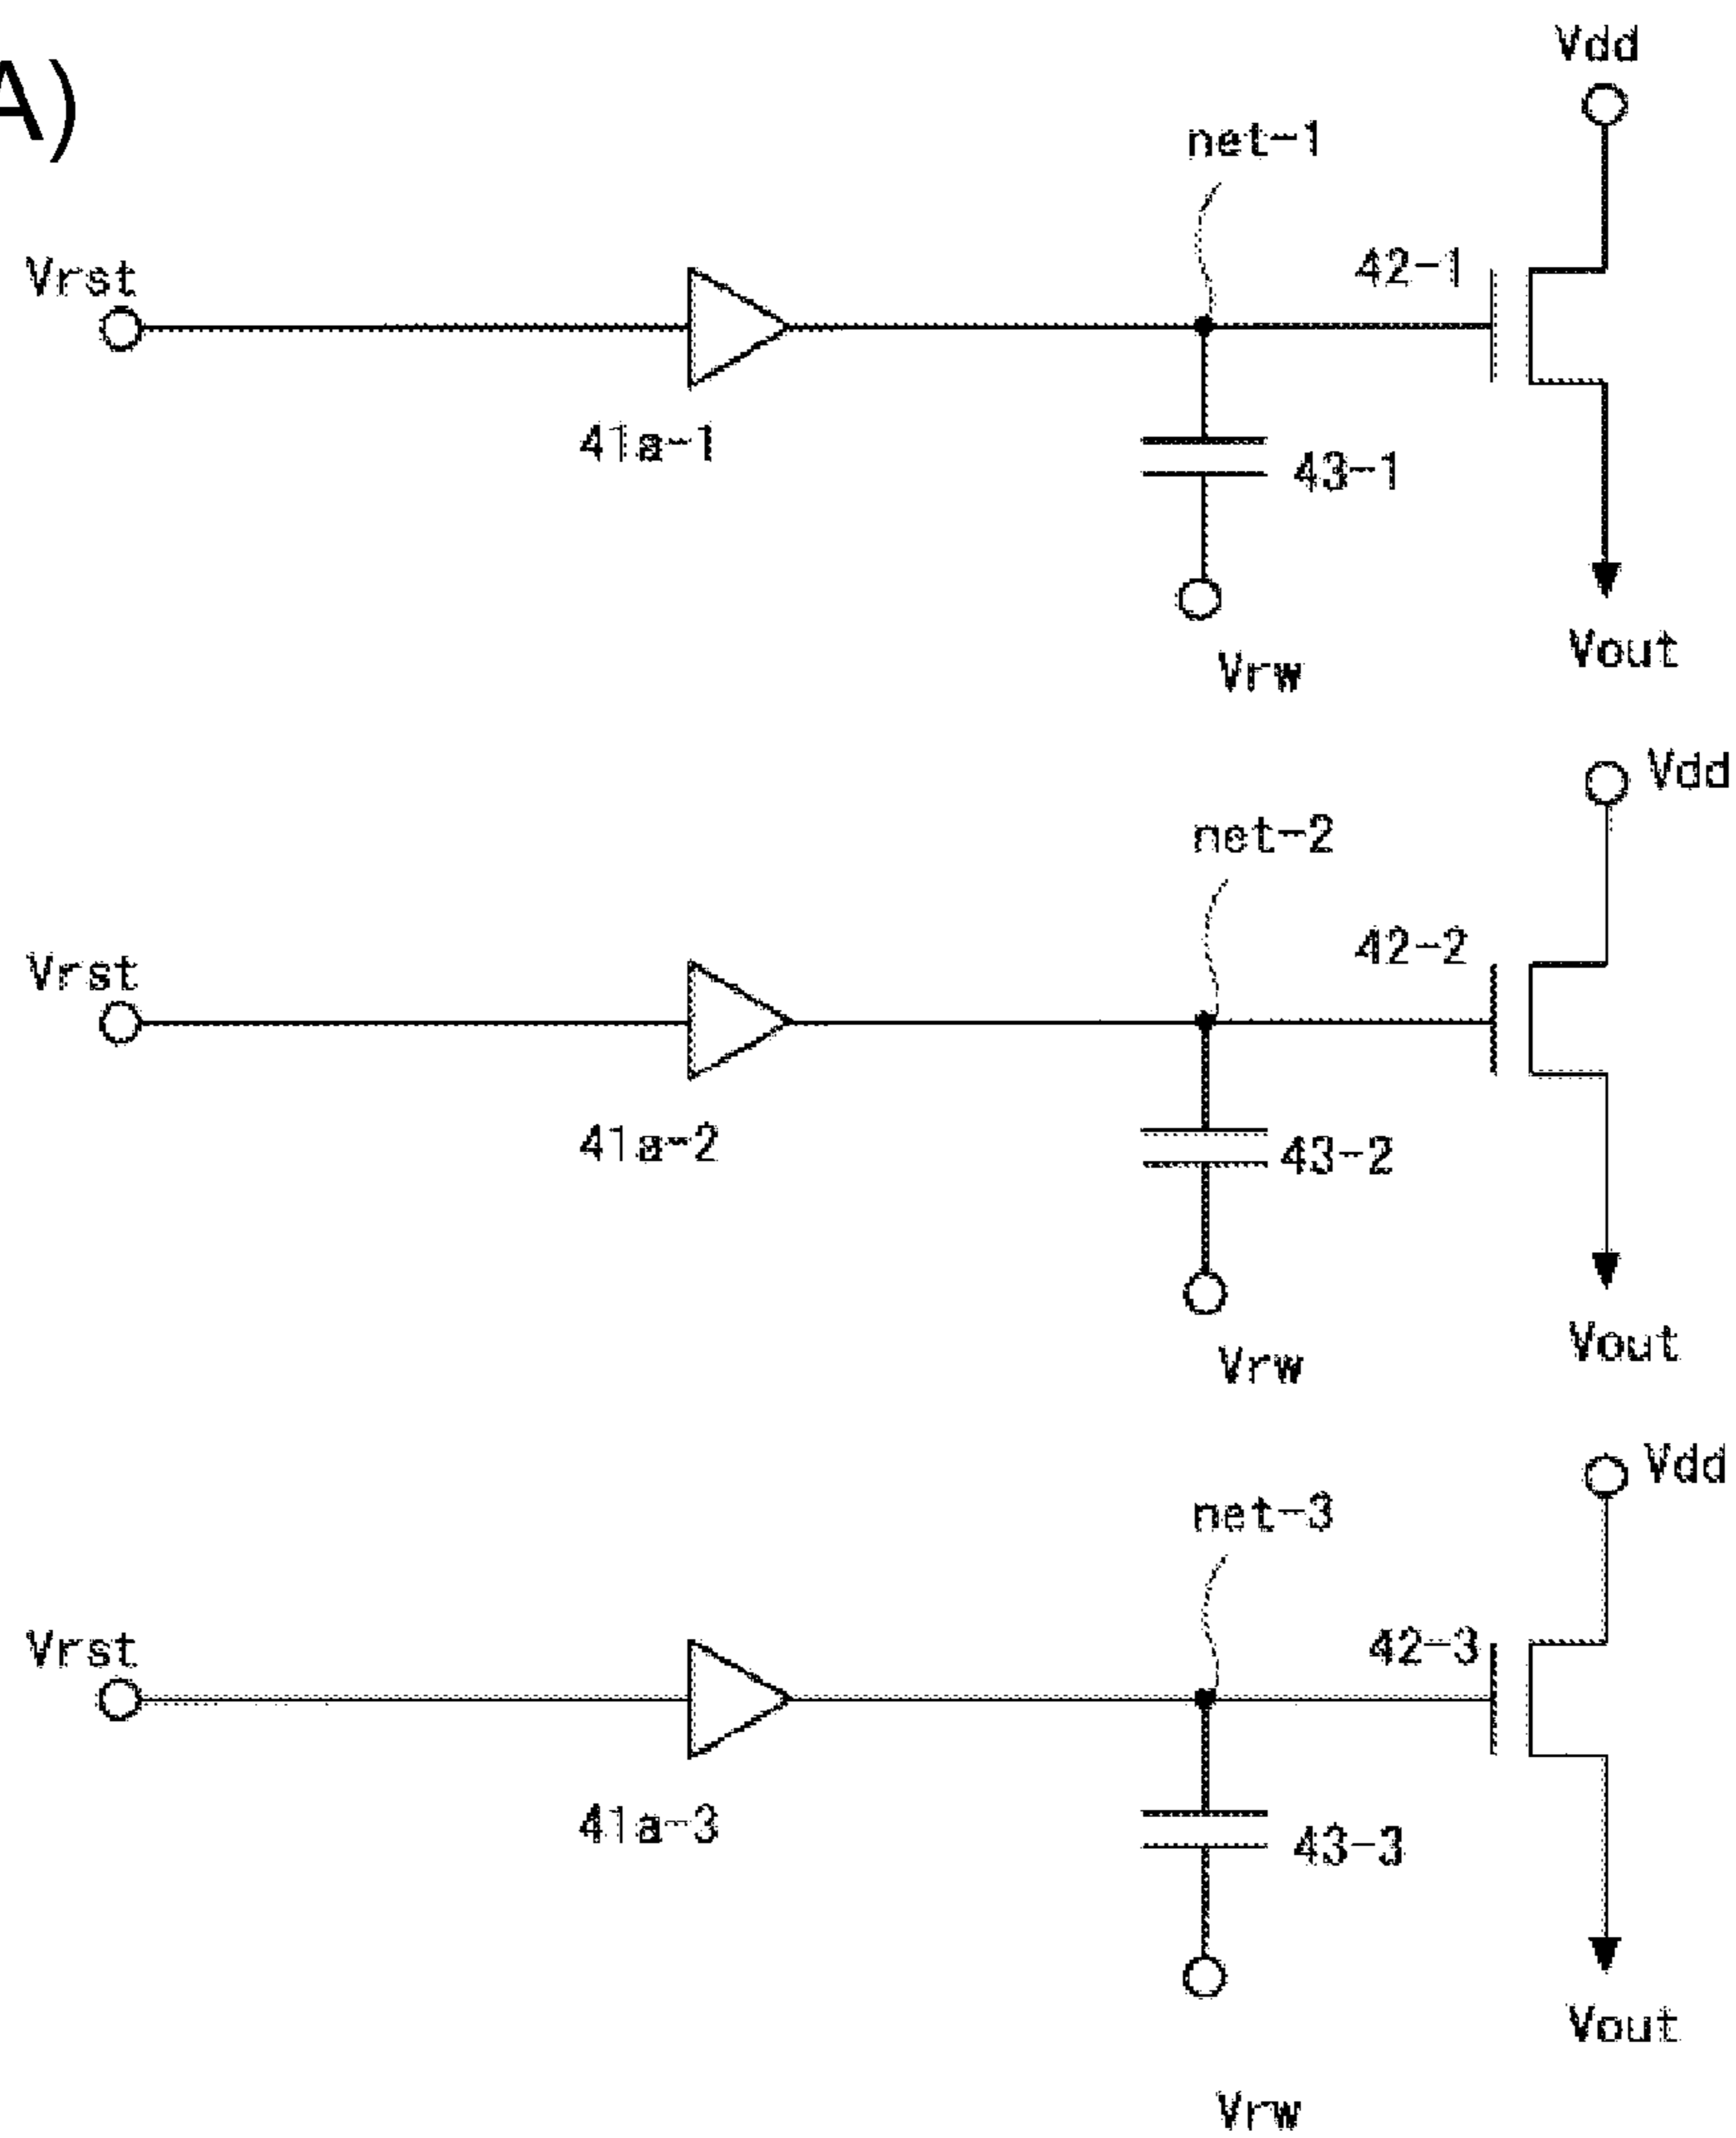 A)
Vdd
net-1
42-1
Vrst
41a-1
43-1
Vrw
Vout
Vdd
net-2
42-2
Vrst
41a-2
43-2
Vrw
Vout
Vdd
net-3
42-3
Vrst
41a-3
43-3
Vout
Vrw